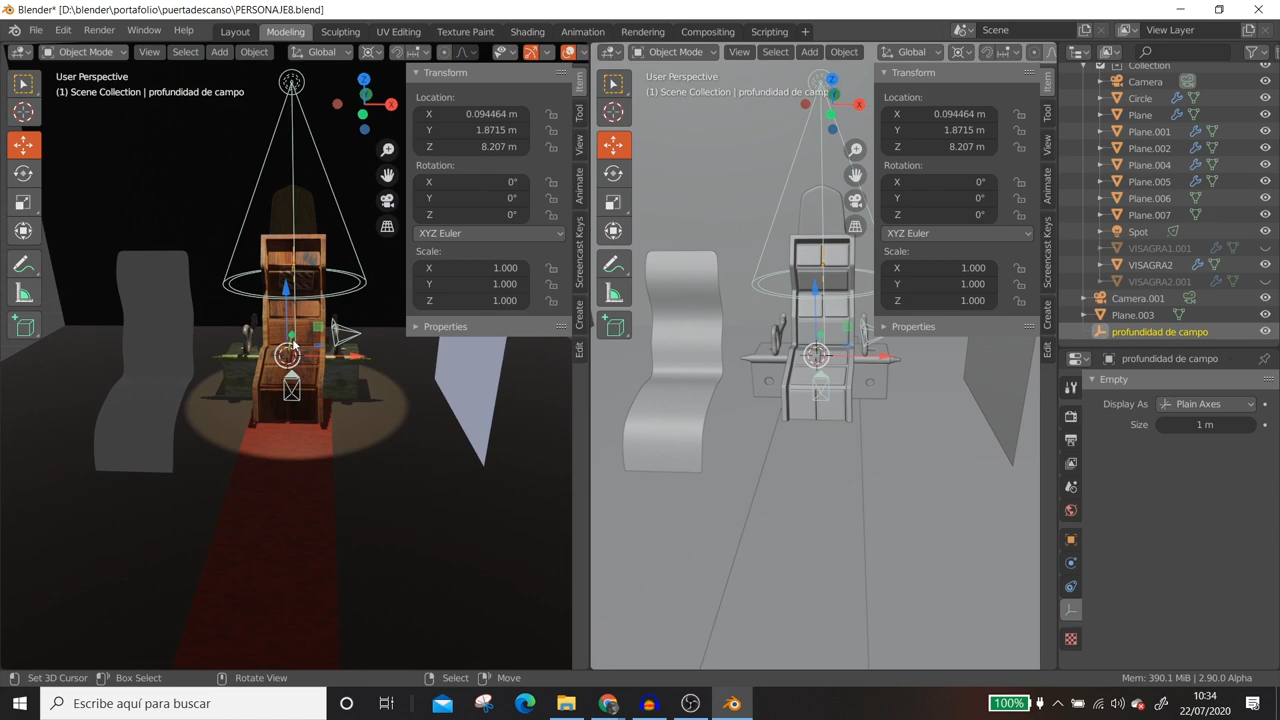 Blender* [D:\blender\portafolio\puertadescanso\PERSONAJE8.blend]
File Edit Render Window Help Layout Modeling Sculpting UV Editing Texture Paint Shading Animation Rendering Compositing Scripting + Scene View Layer
Object Mode View Select Add Object Global
Object Mode View Select Add Object Global
User Perspective
(1) Scene Collection | profundidad de campo
Transform
Location:
X 0.094464 m
Y 1.8715 m
Z 8.207 m
Rotation:
X 0°
Y 0°
Z 0°
XYZ Euler
Scale:
X 1.000
Y 1.000
Z 1.000
Properties
Item
Tool
View
Animate
Screencast Keys
Create
Edit
User Perspective
(1) Scene Collection | profundidad de campo
Transform
Location:
X 0.094464 m
Y 1.8715 m
Z 8.207 m
Rotation:
X 0°
Y 0°
Z 0°
XYZ Euler
Scale:
X 1.000
Y 1.000
Z 1.000
Properties
Item
Tool
View
Animate
Screencast Keys
Create
Edit
Collection
Camera
Circle
Plane
Plane.001
Plane.002
Plane.004
Plane.005
Plane.006
Plane.007
Spot
VISAGRA1.001
VISAGRA2
VISAGRA2.001
Camera.001
Plane.003
profundidad de campo
profundidad de campo
Empty
Display As Plain Axes
Size 1 m
Set 3D Cursor Box Select Rotate View Select Move Mem: 390.1 MiB | 2.90.0 Alpha
Escribe aquí para buscar
100%
10:34
22/07/2020